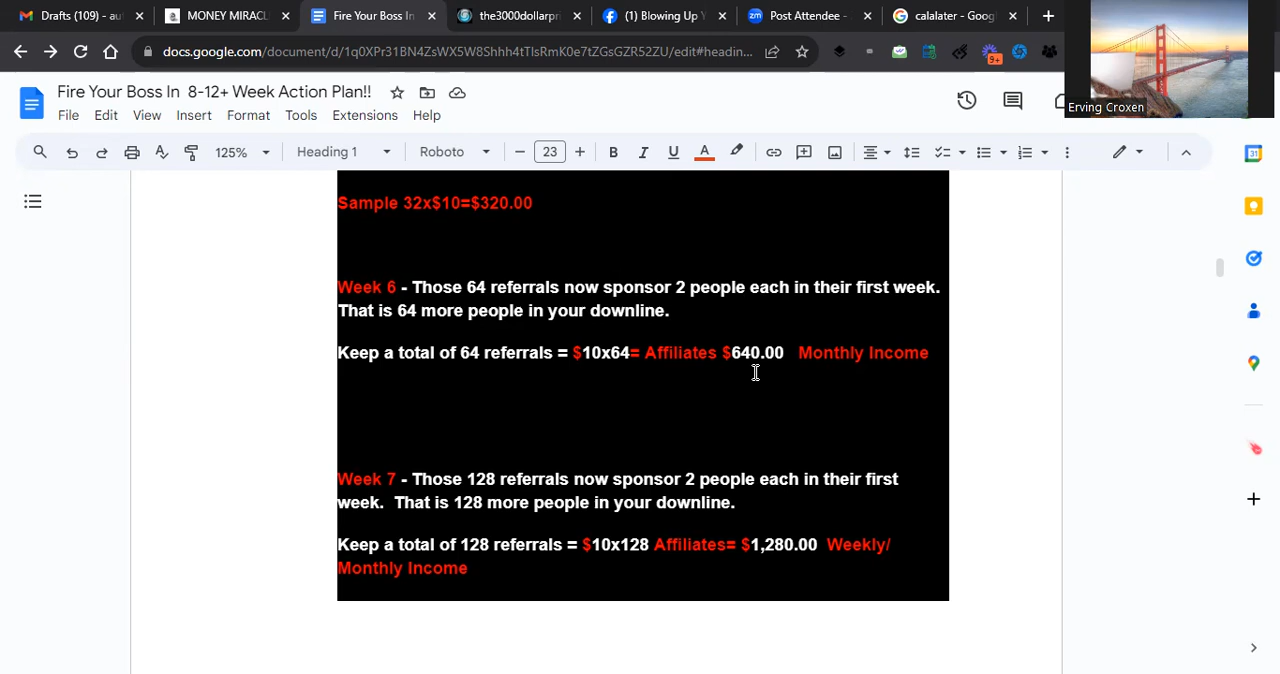 Drafts (109) - au
MONEY MIRACL
Fire Your Boss In
the3000dollarpri
(1) Blowing Up Y
Post Attendee -
calalater - Goog
docs.google.com/document/d/1q0XPr31BN4ZsWX5W8Shhh4tTlsRmK0e7tZGsGZR52ZU/edit#headin...
9+
Erving Croxen
Fire Your Boss In 8-12+ Week Action Plan!!
File Edit View Insert Format Tools Extensions Help
125% Heading 1 Roboto − 23 + B I U A
31
Sample 32x$10=$320.00
Week 6 - Those 64 referrals now sponsor 2 people each in their first week.
That is 64 more people in your downline.
Keep a total of 64 referrals = $10x64= Affiliates $640.00 Monthly Income
Week 7 - Those 128 referrals now sponsor 2 people each in their first
week. That is 128 more people in your downline.
Keep a total of 128 referrals = $10x128 Affiliates= $1,280.00 Weekly/
Monthly Income